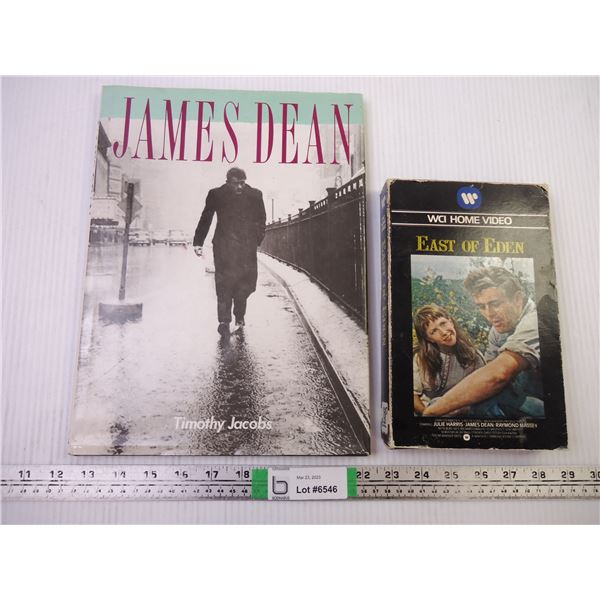 JAMES DEAN
Timothy Jacobs
WCI HOME VIDEO
EAST OF EDEN
STARRING JULIE HARRIS · JAMES DEAN · RAYMOND MASSEY
11 12 13 14 15 16 17 18 22 23 24 25 26 27 28 29 30
Mar 23, 2023
Lot #6546